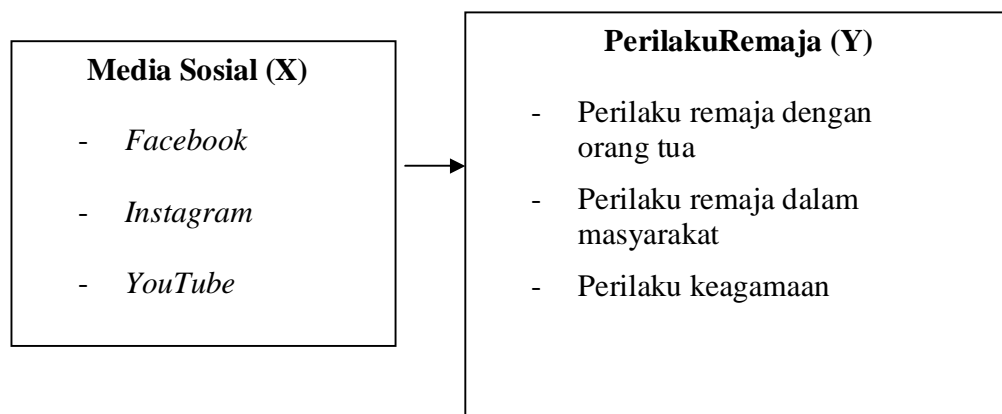 Media Sosial (X)
- Facebook
- Instagram
- YouTube
PerilakuRemaja (Y)
- Perilaku remaja dengan
orang tua
- Perilaku remaja dalam
masyarakat
- Perilaku keagamaan